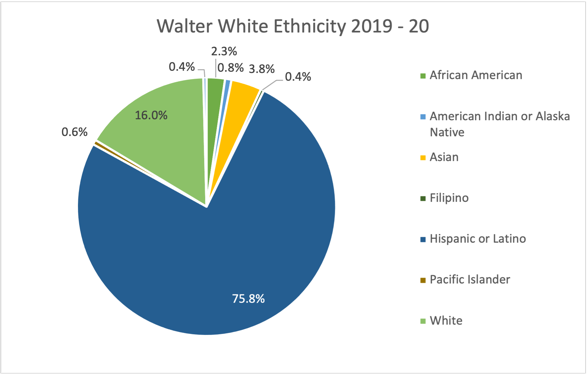 Walter White Ethnicity 2019 - 20
2.3%
0.4%
0.8%
3.8%
0.4%
16.0%
0.6%
75.8%
African American
American Indian or Alaska
Native
Asian
Filipino
Hispanic or Latino
Pacific Islander
White